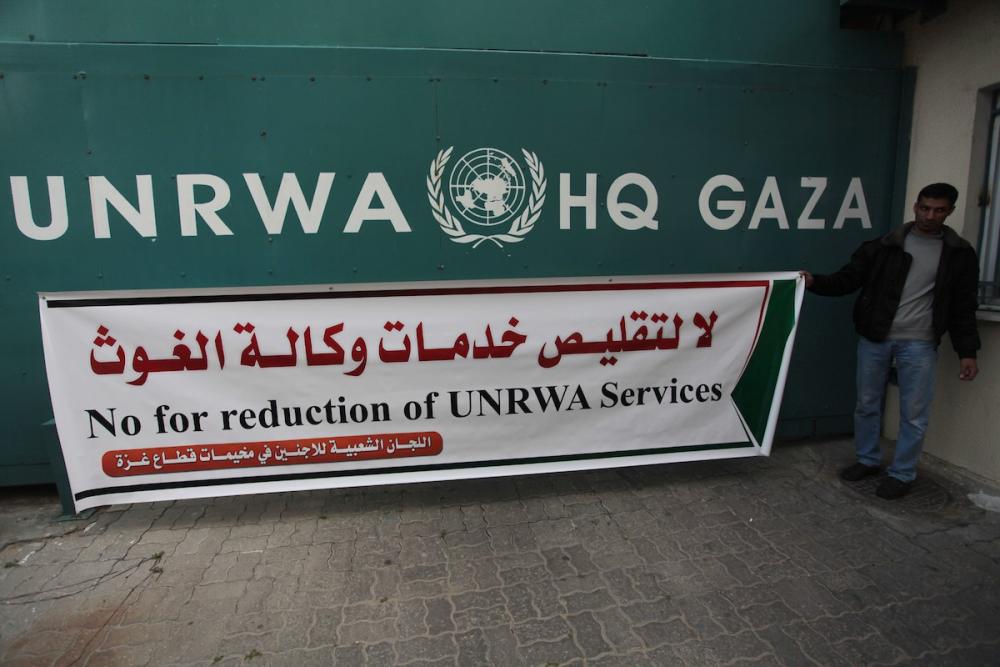 UNRWA HQ GAZA
لا لتقليص خدمات وكالة الغوث
No for reduction of UNRWA Services
اللجان الشعبية للاجئين في مخيمات قطاع غزة